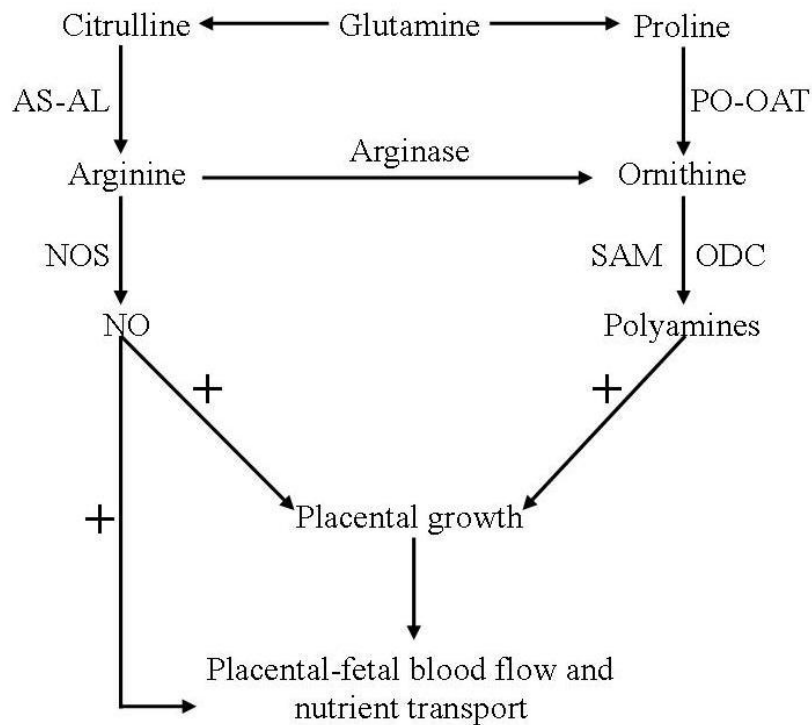 Citrulline Glutamine Proline
AS-AL PO-OAT
Arginase
Arginine Ornithine
NOS SAM ODC
NO Polyamines
+ +
Placental growth
+
Placental-fetal blood flow and
nutrient transport